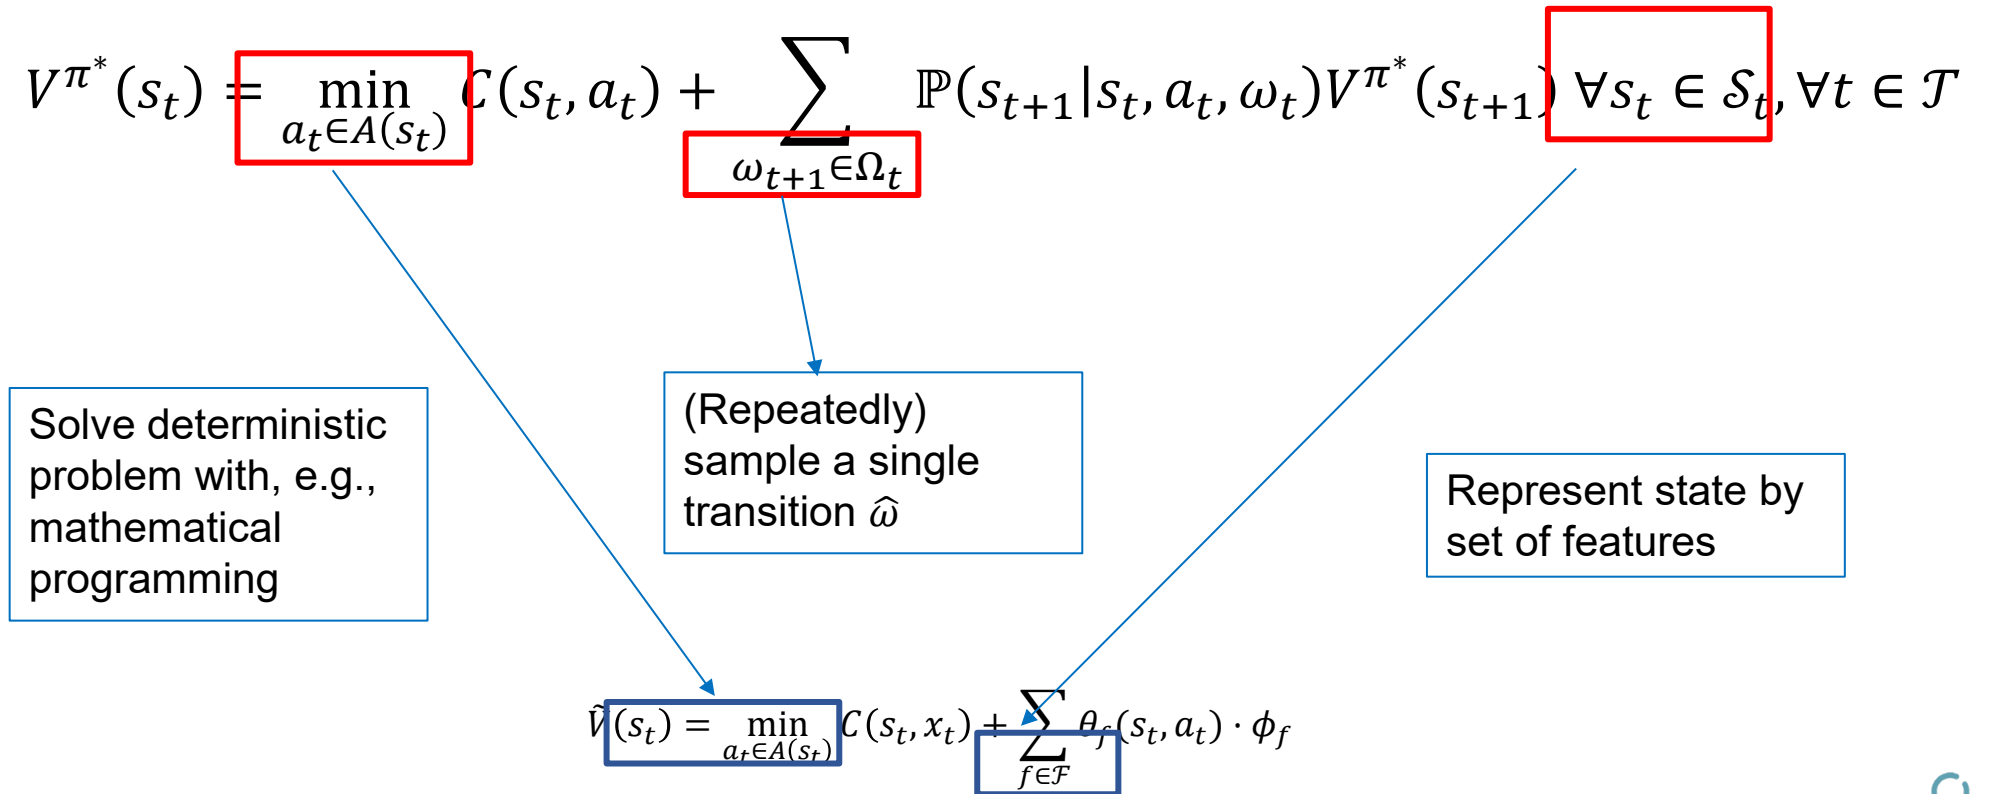 V^{π*}(s_t) = min_{a_t∈A(s_t)} C(s_t, a_t) + ∑_{ω_{t+1}∈Ω_t} ℙ(s_{t+1}|s_t, a_t, ω_t)V^{π*}(s_{t+1}) ∀s_t ∈ 𝒮_t, ∀t ∈ 𝒯
Solve deterministic
problem with, e.g.,
mathematical
programming
(Repeatedly)
sample a single
transition ω̂
Represent state by
set of features
Ṽ(s_t) = min_{a_t∈A(s_t)} C(s_t, x_t) + ∑_{f∈ℱ} θ_f(s_t, a_t) · ϕ_f